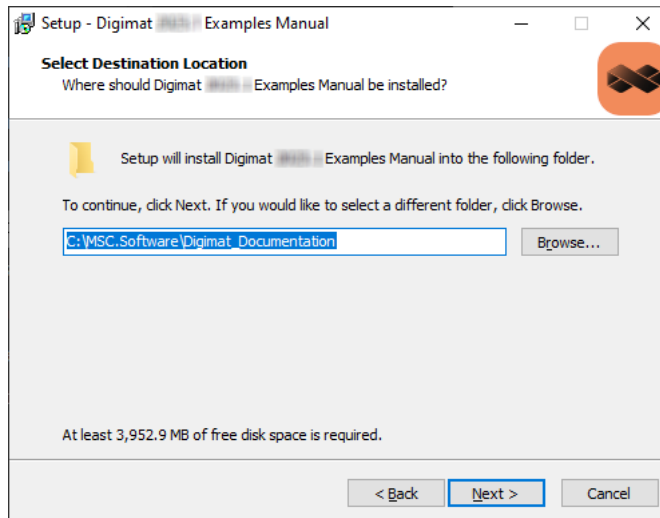 Setup - Digimat Examples Manual
Select Destination Location
Where should Digimat Examples Manual be installed?
Setup will install Digimat Examples Manual into the following folder.
To continue, click Next. If you would like to select a different folder, click Browse.
C:\MSC.Software\Digimat_Documentation
Browse...
At least 3,952.9 MB of free disk space is required.
< Back Next > Cancel